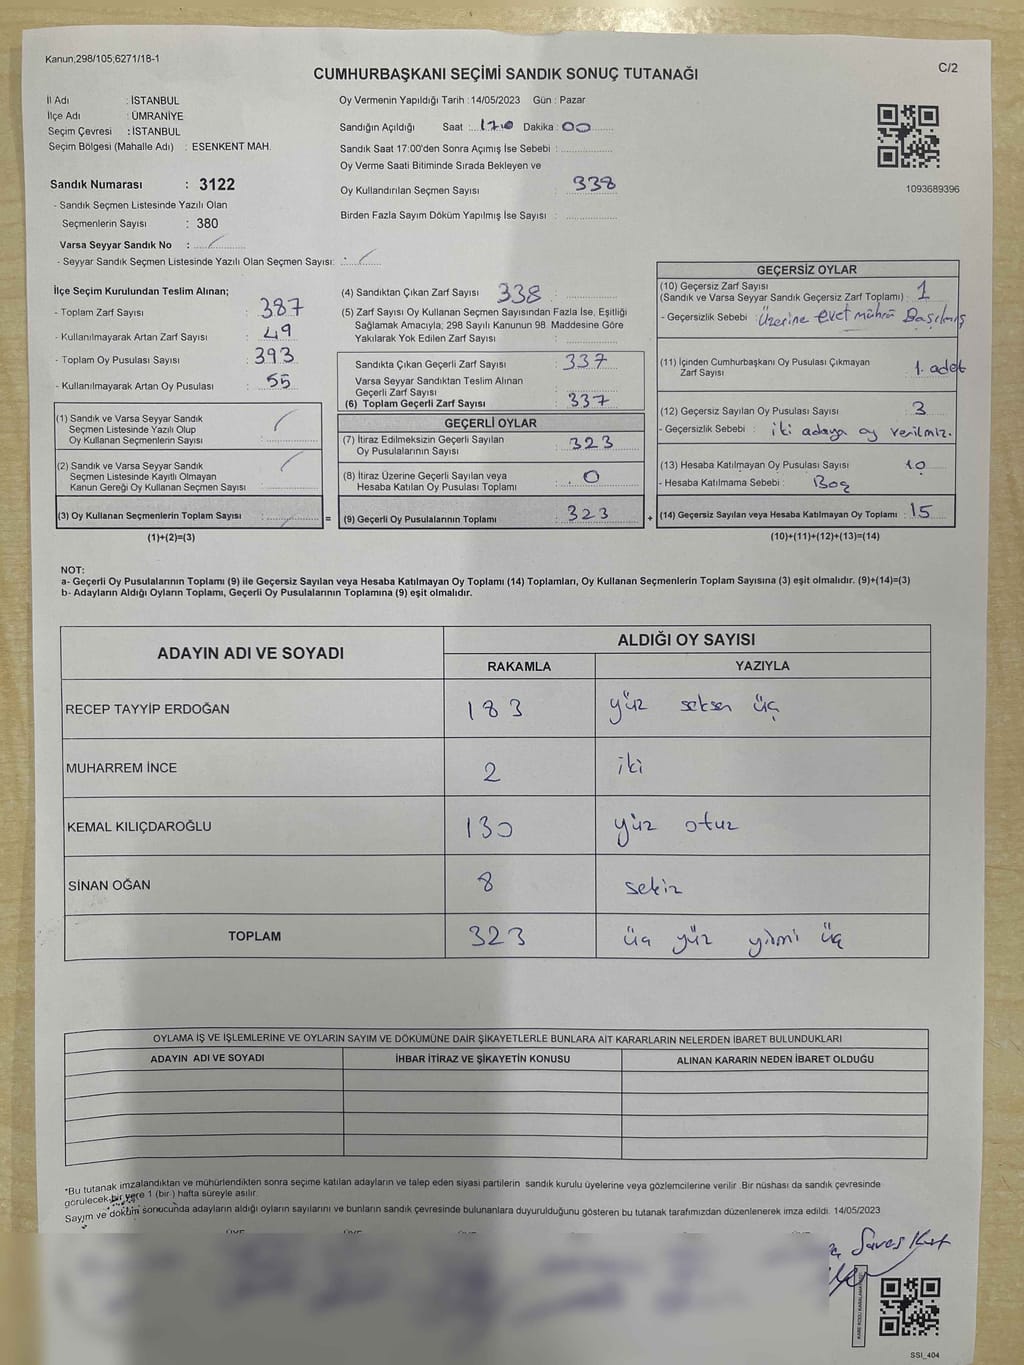 Kanun;298/105;6271/18-1
CUMHURBAŞKANI SEÇİMİ SANDIK SONUÇ TUTANAĞI
C/2
İl Adı : İSTANBUL
İlçe Adı : ÜMRANİYE
Seçim Çevresi : İSTANBUL
Seçim Bölgesi (Mahalle Adı) : ESENKENT MAH.
Sandık Numarası : 3122
- Sandık Seçmen Listesinde Yazılı Olan
Seçmenlerin Sayısı : 380
Varsa Seyyar Sandık No :
- Seyyar Sandık Seçmen Listesinde Yazılı Olan Seçmen Sayısı:
Oy Vermenin Yapıldığı Tarih : 14/05/2023 Gün : Pazar
Sandığın Açıldığı Saat : 17.0 Dakika : 00
Sandık Saat 17:00'den Sonra Açımış İse Sebebi :
Oy Verme Saati Bitiminde Sırada Bekleyen ve
Oy Kullandırılan Seçmen Sayısı : 338
Birden Fazla Sayım Döküm Yapılmış İse Sayısı :
1093689396
İlçe Seçim Kurulundan Teslim Alınan;
- Toplam Zarf Sayısı : 387
- Kullanılmayarak Artan Zarf Sayısı : 49
- Toplam Oy Pusulası Sayısı : 393
- Kullanılmayarak Artan Oy Pusulası : 55
(1) Sandık ve Varsa Seyyar Sandık
Seçmen Listesinde Yazılı Olup
Oy Kullanan Seçmenlerin Sayısı :
(2) Sandık ve Varsa Seyyar Sandık
Seçmen Listesinde Kayıtlı Olmayan
Kanun Gereği Oy Kullanan Seçmen Sayısı :
(3) Oy Kullanan Seçmenlerin Toplam Sayısı :
(1)+(2)=(3)
=
(4) Sandıktan Çıkan Zarf Sayısı 338
(5) Zarf Sayısı Oy Kullanan Seçmen Sayısından Fazla İse, Eşitliği
Sağlamak Amacıyla; 298 Sayılı Kanunun 98. Maddesine Göre
Yakılarak Yok Edilen Zarf Sayısı :
Sandıkta Çıkan Geçerli Zarf Sayısı : 337
Varsa Seyyar Sandıktan Teslim Alınan
Geçerli Zarf Sayısı :
(6) Toplam Geçerli Zarf Sayısı : 337
GEÇERLİ OYLAR
(7) İtiraz Edilmeksizin Geçerli Sayılan
Oy Pusulalarının Sayısı : 323
(8) İtiraz Üzerine Geçerli Sayılan veya
Hesaba Katılan Oy Pusulası Toplamı : 0
(9) Geçerli Oy Pusulalarının Toplamı : 323
+
GEÇERSİZ OYLAR
(10) Geçersiz Zarf Sayısı
(Sandık ve Varsa Seyyar Sandık Geçersiz Zarf Toplamı) : 1
- Geçersizlik Sebebi : Üzerine evet mührü Basılmış
(11) İçinden Cumhurbaşkanı Oy Pusulası Çıkmayan
Zarf Sayısı : 1. adet
(12) Geçersiz Sayılan Oy Pusulası Sayısı : 3
- Geçersizlik Sebebi : iki adaya oy verilmiz.
(13) Hesaba Katılmayan Oy Pusulası Sayısı : 10
- Hesaba Katılmama Sebebi : Boş
(14) Geçersiz Sayılan veya Hesaba Katılmayan Oy Toplamı : 15
(10)+(11)+(12)+(13)=(14)
NOT:
a- Geçerli Oy Pusulalarının Toplamı (9) ile Geçersiz Sayılan veya Hesaba Katılmayan Oy Toplamı (14) Toplamları, Oy Kullanan Seçmenlerin Toplam Sayısına (3) eşit olmalıdır. (9)+(14)=(3)
b- Adayların Aldığı Oyların Toplamı, Geçerli Oy Pusulalarının Toplamına (9) eşit olmalıdır.
ADAYIN ADI VE SOYADI ALDIĞI OY SAYISI
RAKAMLA YAZIYLA
RECEP TAYYİP ERDOĞAN 183 yüz seksen üç
MUHARREM İNCE 2 iki
KEMAL KILIÇDAROĞLU 130 yüz otuz
SİNAN OĞAN 8 sekiz
TOPLAM 323 üç yüz yirmi üç
OYLAMA İŞ VE İŞLEMLERİNE VE OYLARIN SAYIM VE DÖKÜMÜNE DAİR ŞİKAYETLERLE BUNLARA AİT KARARLARIN NELERDEN İBARET BULUNDUKLARI
ADAYIN ADI VE SOYADI İHBAR İTİRAZ VE ŞİKAYETİN KONUSU ALINAN KARARIN NEDEN İBARET OLDUĞU
*Bu tutanak imzalandıktan ve mühürlendikten sonra seçime katılan adayların ve talep eden siyasi partilerin sandık kurulu üyelerine veya gözlemcilerine verilir. Bir nüshası da sandık çevresinde
görülecek bir yere 1 (bir ) hafta süreyle asılır.
Sayım ve döküm sonucunda adayların aldığı oyların sayılarını ve bunların sandık çevresinde bulunanlara duyurulduğunu gösteren bu tutanak tarafımızdan düzenlenerek imza edildi. 14/05/2023
Savaş Kurt
SSI_404